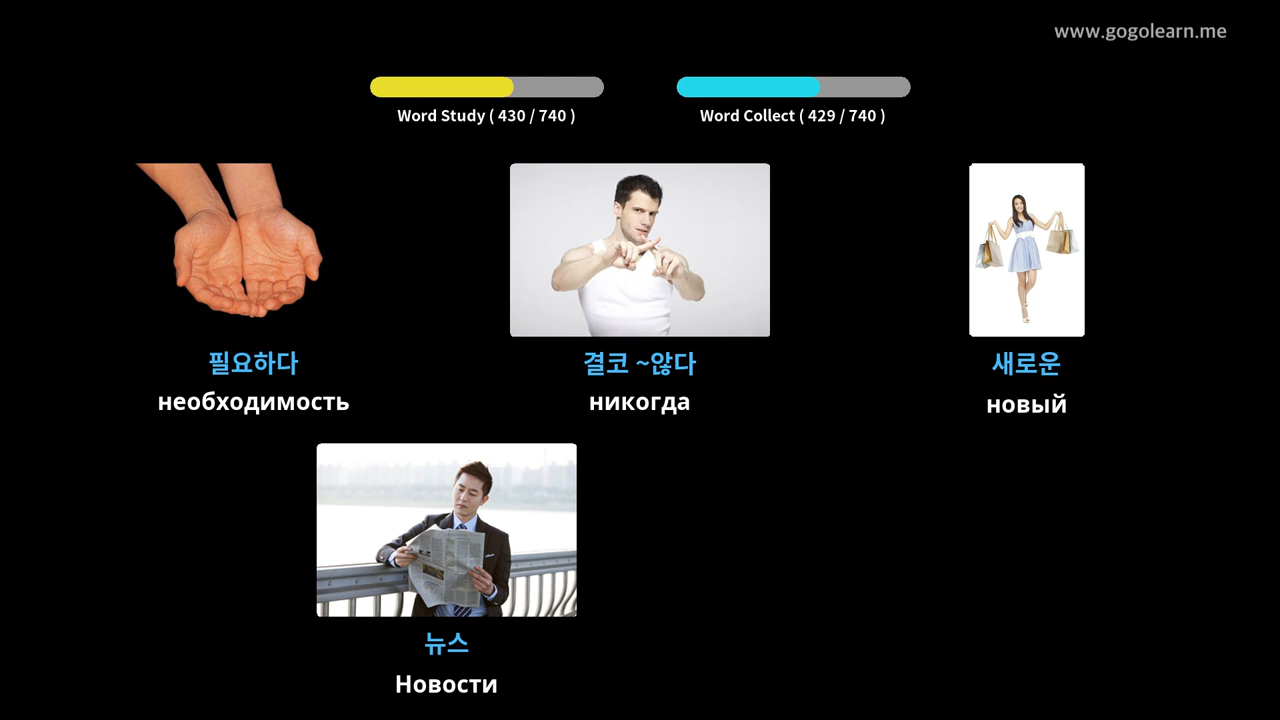 www.gogolearn.me
Word Study ( 430 / 740 )
Word Collect ( 429 / 740 )
필요하다
необходимость
결코 ~않다
никогда
새로운
новый
뉴스
Новости